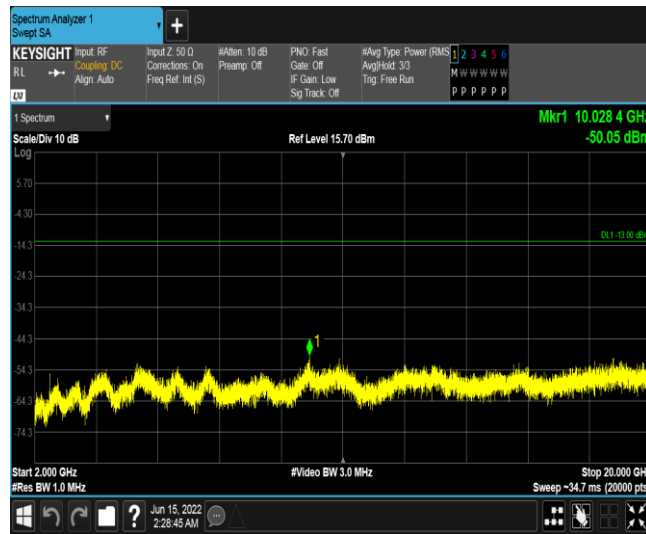 Spectrum Analyzer 1
Swept SA
KEYSIGHT
RL
LXI
Input: RF
Coupling: DC
Align: Auto
Input Z: 50 Ω
Corrections: On
Freq Ref: Int (S)
#Atten: 10 dB
Preamp: Off
PNO: Fast
Gate: Off
IF Gain: Low
Sig Track: Off
#Avg Type: Power (RMS
Avg|Hold: 3/3
Trig: Free Run
1 2 3 4 5 6
M W W W W W
P P P P P P
1 Spectrum
Scale/Div 10 dB
Ref Level 15.70 dBm
Mkr1 10.028 4 GHz
-50.05 dBm
Log
5.70
-4.30
-14.3
-24.3
-34.3
-44.3
-54.3
-64.3
-74.3
DL1 -13.00 dBm
1
Start 2.000 GHz
#Res BW 1.0 MHz
#Video BW 3.0 MHz
Stop 20.000 GHz
Sweep ~34.7 ms (20000 pts
?
Jun 15, 2022
2:28:45 AM